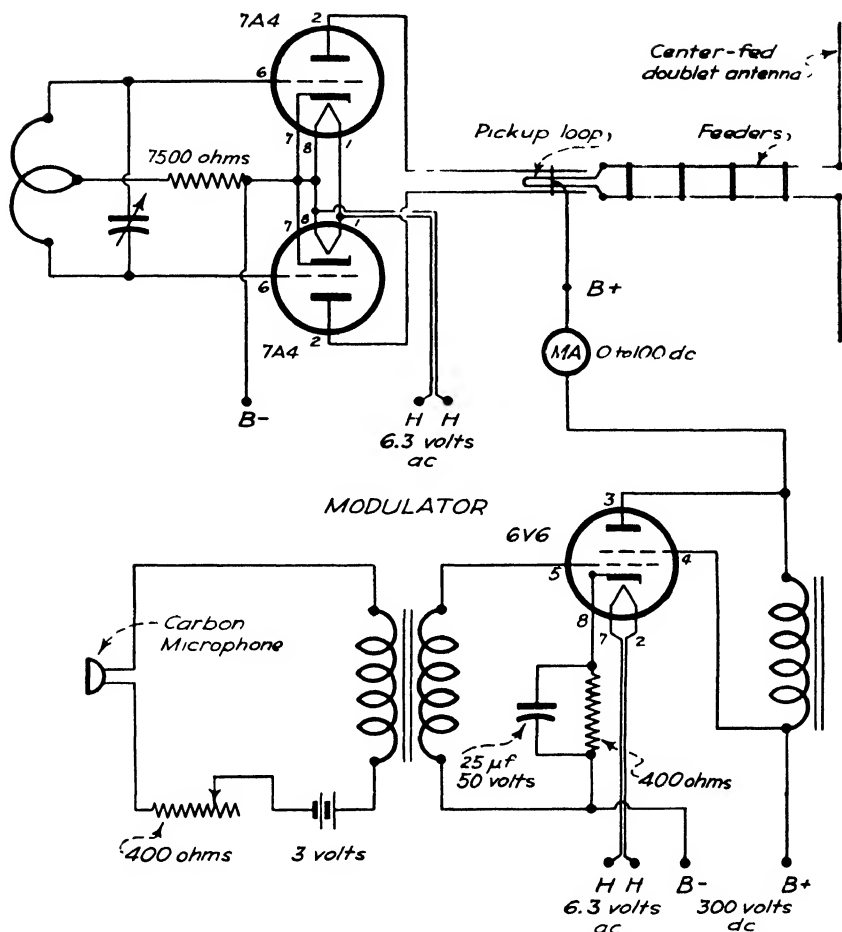 7A4
2
6
7
8
1
7500 ohms
7
8
1
6
2
7A4
B-
H H
6.3 volts
ac
Center-fed
doublet antenna
Pickup loop,
Feeders,
B+
MA
0 to 100 dc
MODULATOR
6V6
3
5
4
8
7
2
Carbon
Microphone
25 µf
50 volts
400 ohms
400 ohms
3 volts
H H
6.3 volts
ac
B-
300 volts
dc
B+